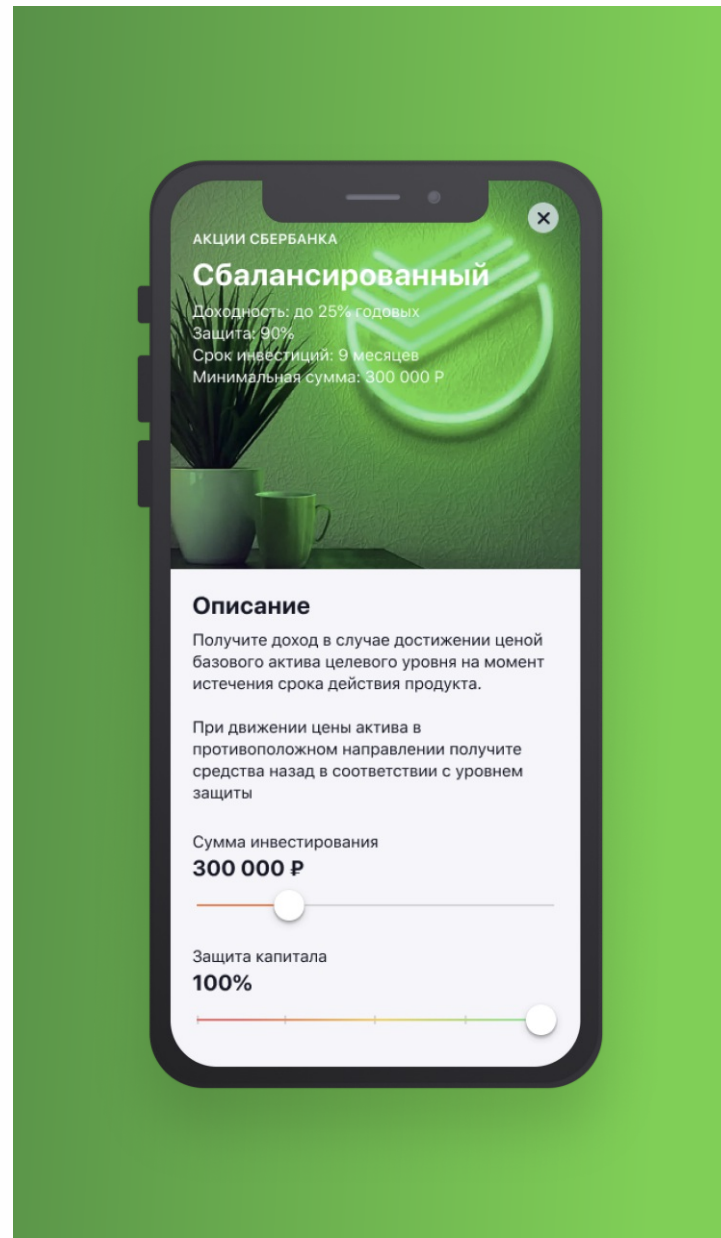 АКЦИИ СБЕРБАНКА
Сбалансированный
Доходность: до 25% годовых
Защита: 90%
Срок инвестиций: 9 месяцев
Минимальная сумма: 300 000 Р
Описание
Получите доход в случае достижении ценой
базового актива целевого уровня на момент
истечения срока действия продукта.
При движении цены актива в
противоположном направлении получите
средства назад в соответствии с уровнем
защиты
Сумма инвестирования
300 000 ₽
Защита капитала
100%